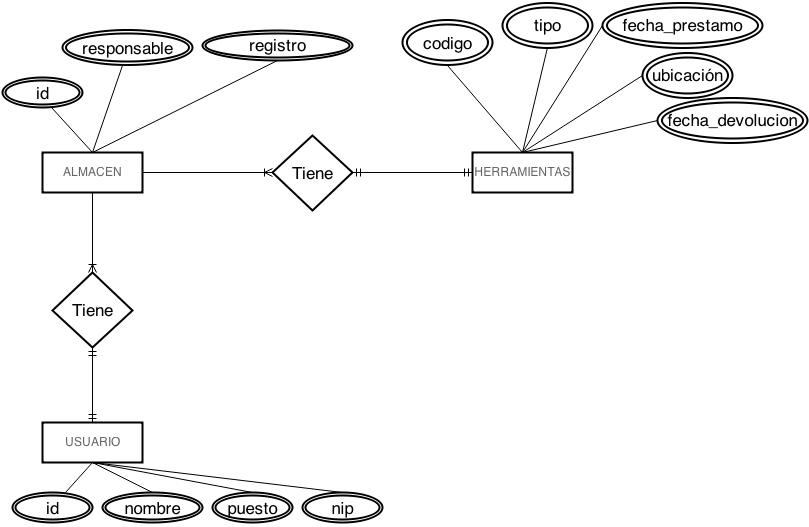 responsable
registro
id
codigo
tipo
fecha_prestamo
ubicación
fecha_devolucion
ALMACEN
Tiene
HERRAMIENTAS
Tiene
USUARIO
id
nombre
puesto
nip